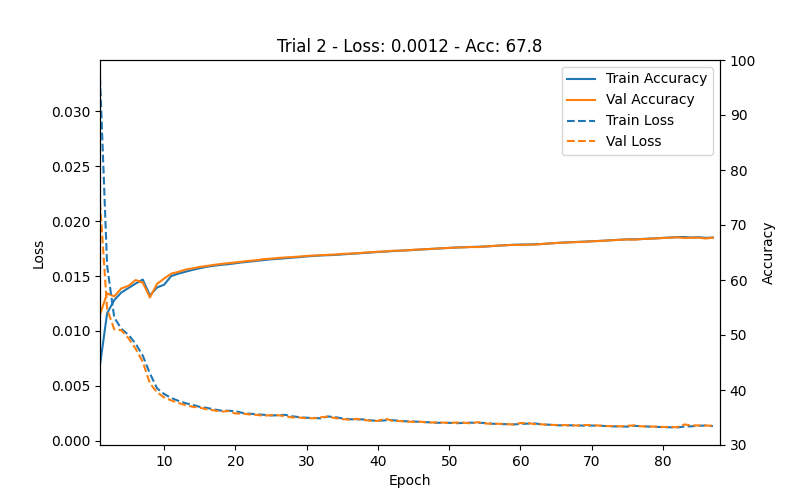 Trial 2 - Loss: 0.0012 - Acc: 67.8
Train Accuracy
Val Accuracy
Train Loss
Val Loss
Loss
0.030
0.025
0.020
0.015
0.010
0.005
0.000
100
90
80
70
60
50
40
30
Accuracy
10 20 30 40 50 60 70 80
Epoch